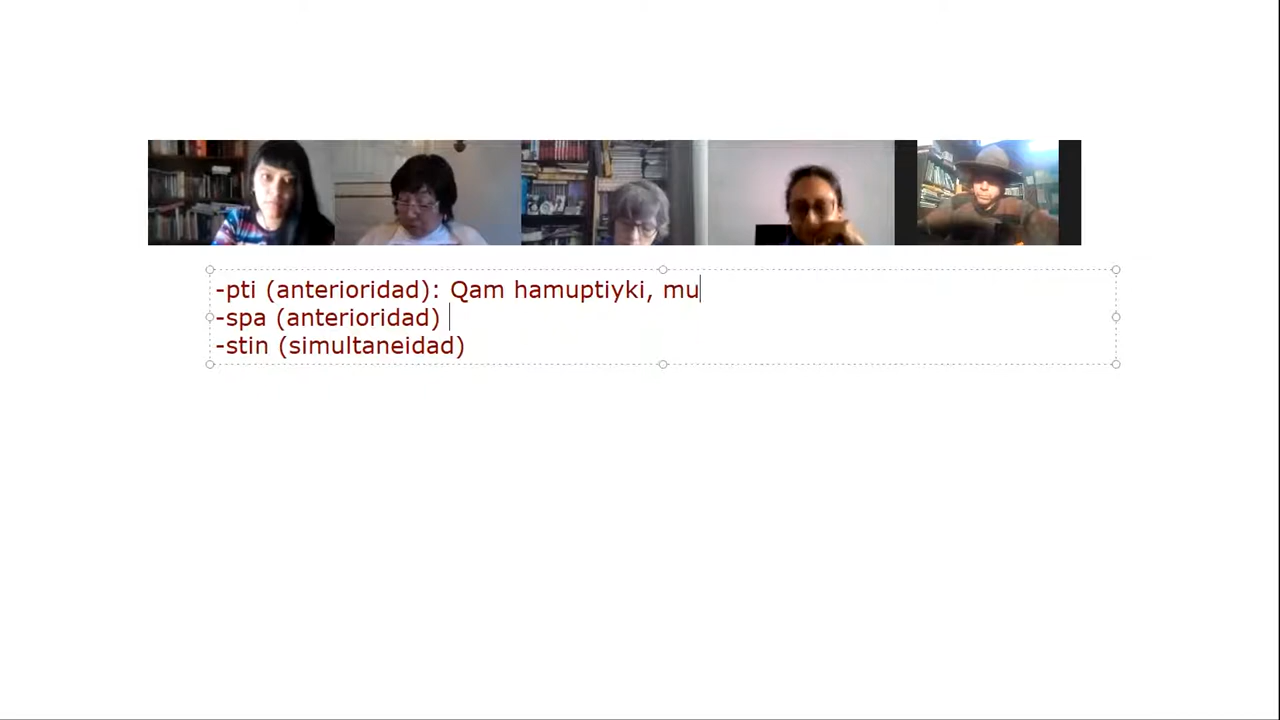 -pti (anterioridad): Qam hamuptiyki, mu
-spa (anterioridad)
-stin (simultaneidad)